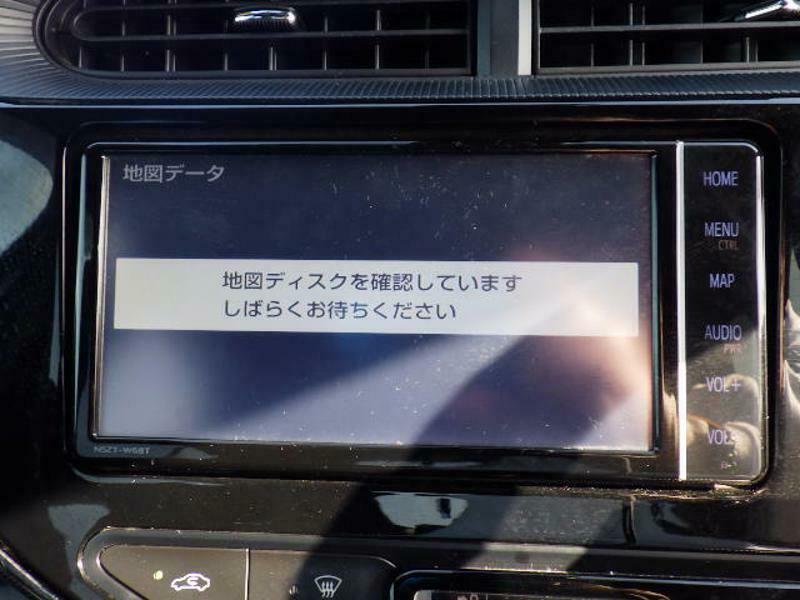 地図データ
HOME
MENU
CTRL
地図ディスクを確認しています
しばらくお待ちください
MAP
AUDIO
PWR
VOL+
VOL-
NSZT-W68T